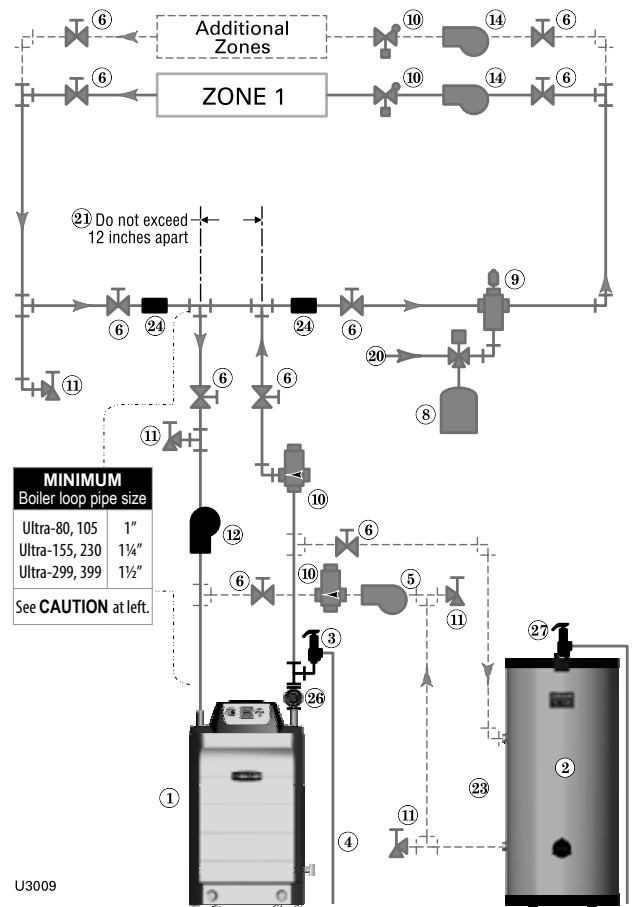 6
Additional
Zones
10
14
6
6
ZONE 1
10
14
6
21 Do not exceed
12 inches apart
9
6
24
24
6
20
11
6
6
8
11
10
MINIMUM
Boiler loop pipe size
Ultra-80, 105 1″
Ultra-155, 230 1¼″
Ultra-299, 399 1½″
See CAUTION at left.
12
6
6
10
5
11
3
27
26
2
1
23
11
4
U3009